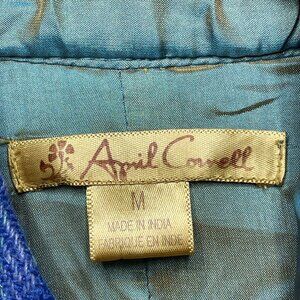 April Cornell
M
MADE IN INDIA
FABRIQUÉ EN INDE